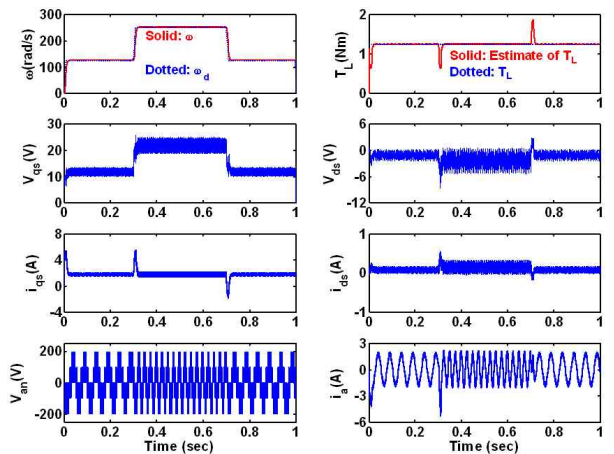 300
200
100
0
ω(rad/s)
Solid: ω
Dotted: ω_d
0 0.2 0.4 0.6 0.8 1
2
1.5
1
0.5
0
T_L(Nm)
Solid: Estimate of T_L
Dotted: T_L
0 0.2 0.4 0.6 0.8 1
30
20
10
0
V_qs(V)
0 0.2 0.4 0.6 0.8 1
6
0
-6
-12
V_ds(V)
0 0.2 0.4 0.6 0.8 1
8
4
0
-4
i_qs(A)
0 0.2 0.4 0.6 0.8 1
1
0
-1
i_ds(A)
0 0.2 0.4 0.6 0.8 1
200
0
-200
V_an(V)
0 0.2 0.4 0.6 0.8 1
Time (sec)
3
0
-3
-6
i_a(A)
0 0.2 0.4 0.6 0.8 1
Time (sec)